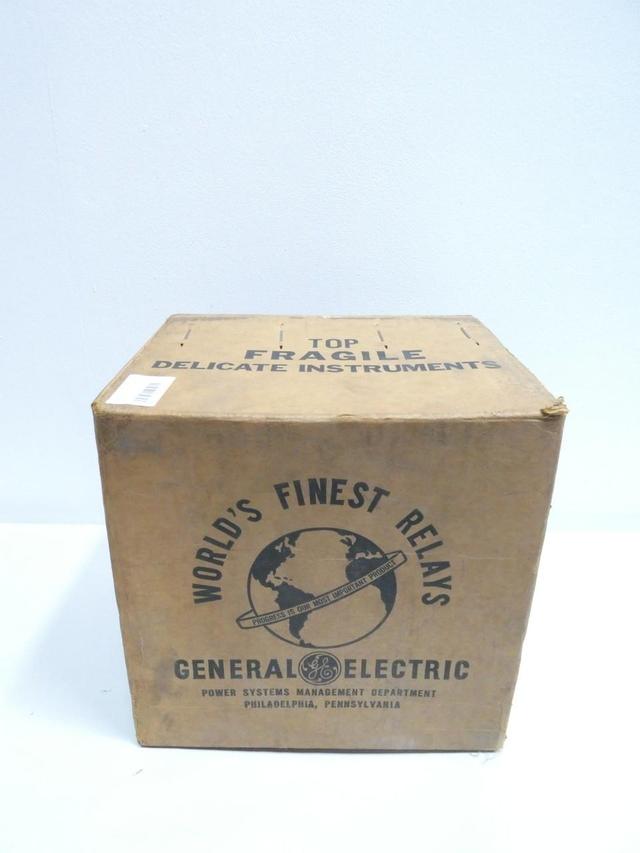 TOP
FRAGILE
DELICATE INSTRUMENTS
WORLD'S FINEST RELAYS
PROGRESS IS OUR MOST IMPORTANT PRODUCT
GENERAL GE ELECTRIC
POWER SYSTEMS MANAGEMENT DEPARTMENT
PHILADELPHIA, PENNSYLVANIA